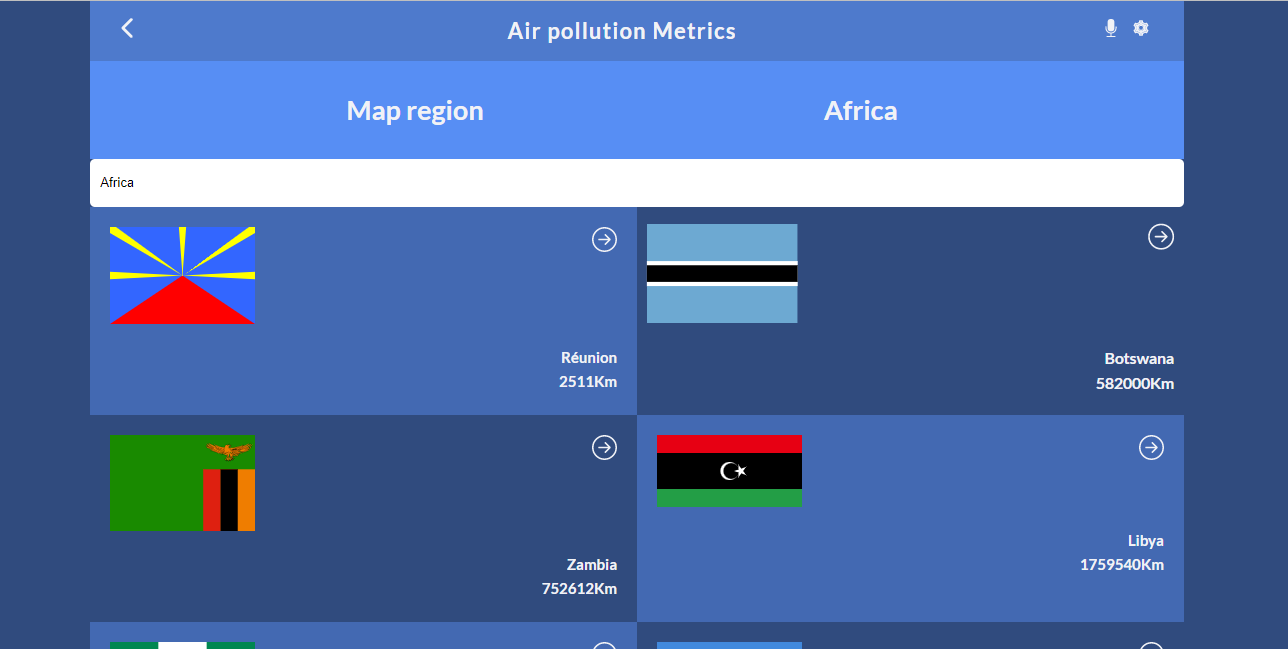 Air pollution Metrics
Map region
Africa
Africa
Réunion
2511Km
Botswana
582000Km
Zambia
752612Km
Libya
1759540Km